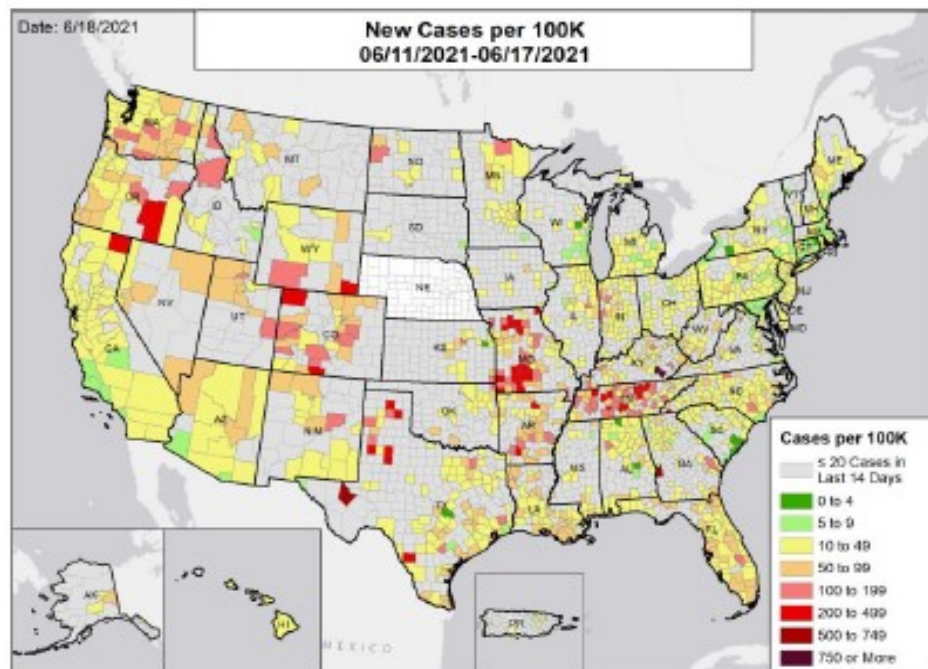 Date: 6/18/2021
New Cases per 100K
06/11/2021-06/17/2021
WA
MT
ND
MN
ME
OR
ID
WY
SD
WI
MI
NY
VT
IA
NE
PA
NJ
DE
MD
NV
UT
CO
IL
IN
OH
WV
VA
CA
KS
MO
KY
NC
AZ
NM
OK
AR
SC
MS
AL
GA
LA
FL
AK
HI
PR
MÉXICO
Cases per 100K
≤ 20 Cases in
Last 14 Days
0 to 4
5 to 9
10 to 49
50 to 99
100 to 199
200 to 499
500 to 749
750 or More